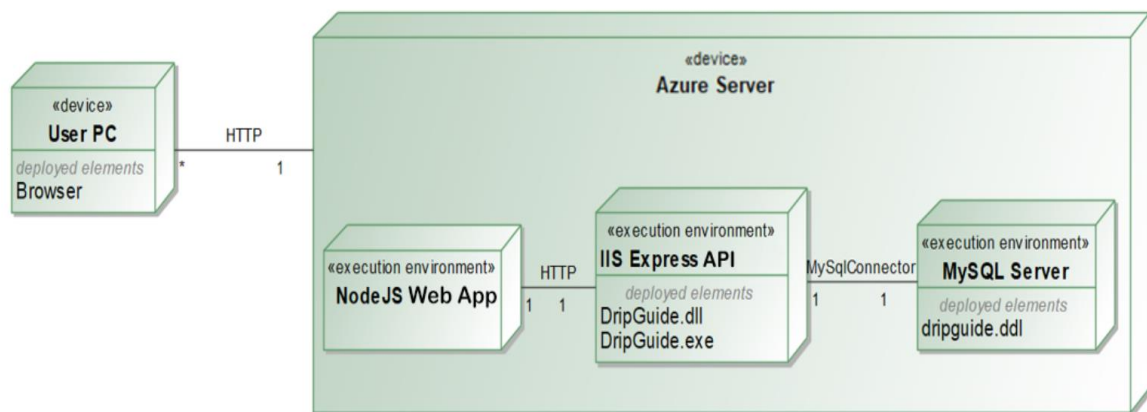 «device»
Azure Server
«device»
User PC
deployed elements
Browser
HTTP
*
1
«execution environment»
NodeJS Web App
HTTP
1
1
«execution environment»
IIS Express API
deployed elements
DripGuide.dll
DripGuide.exe
MySqlConnector
1
1
«execution environment»
MySQL Server
deployed elements
dripguide.ddl